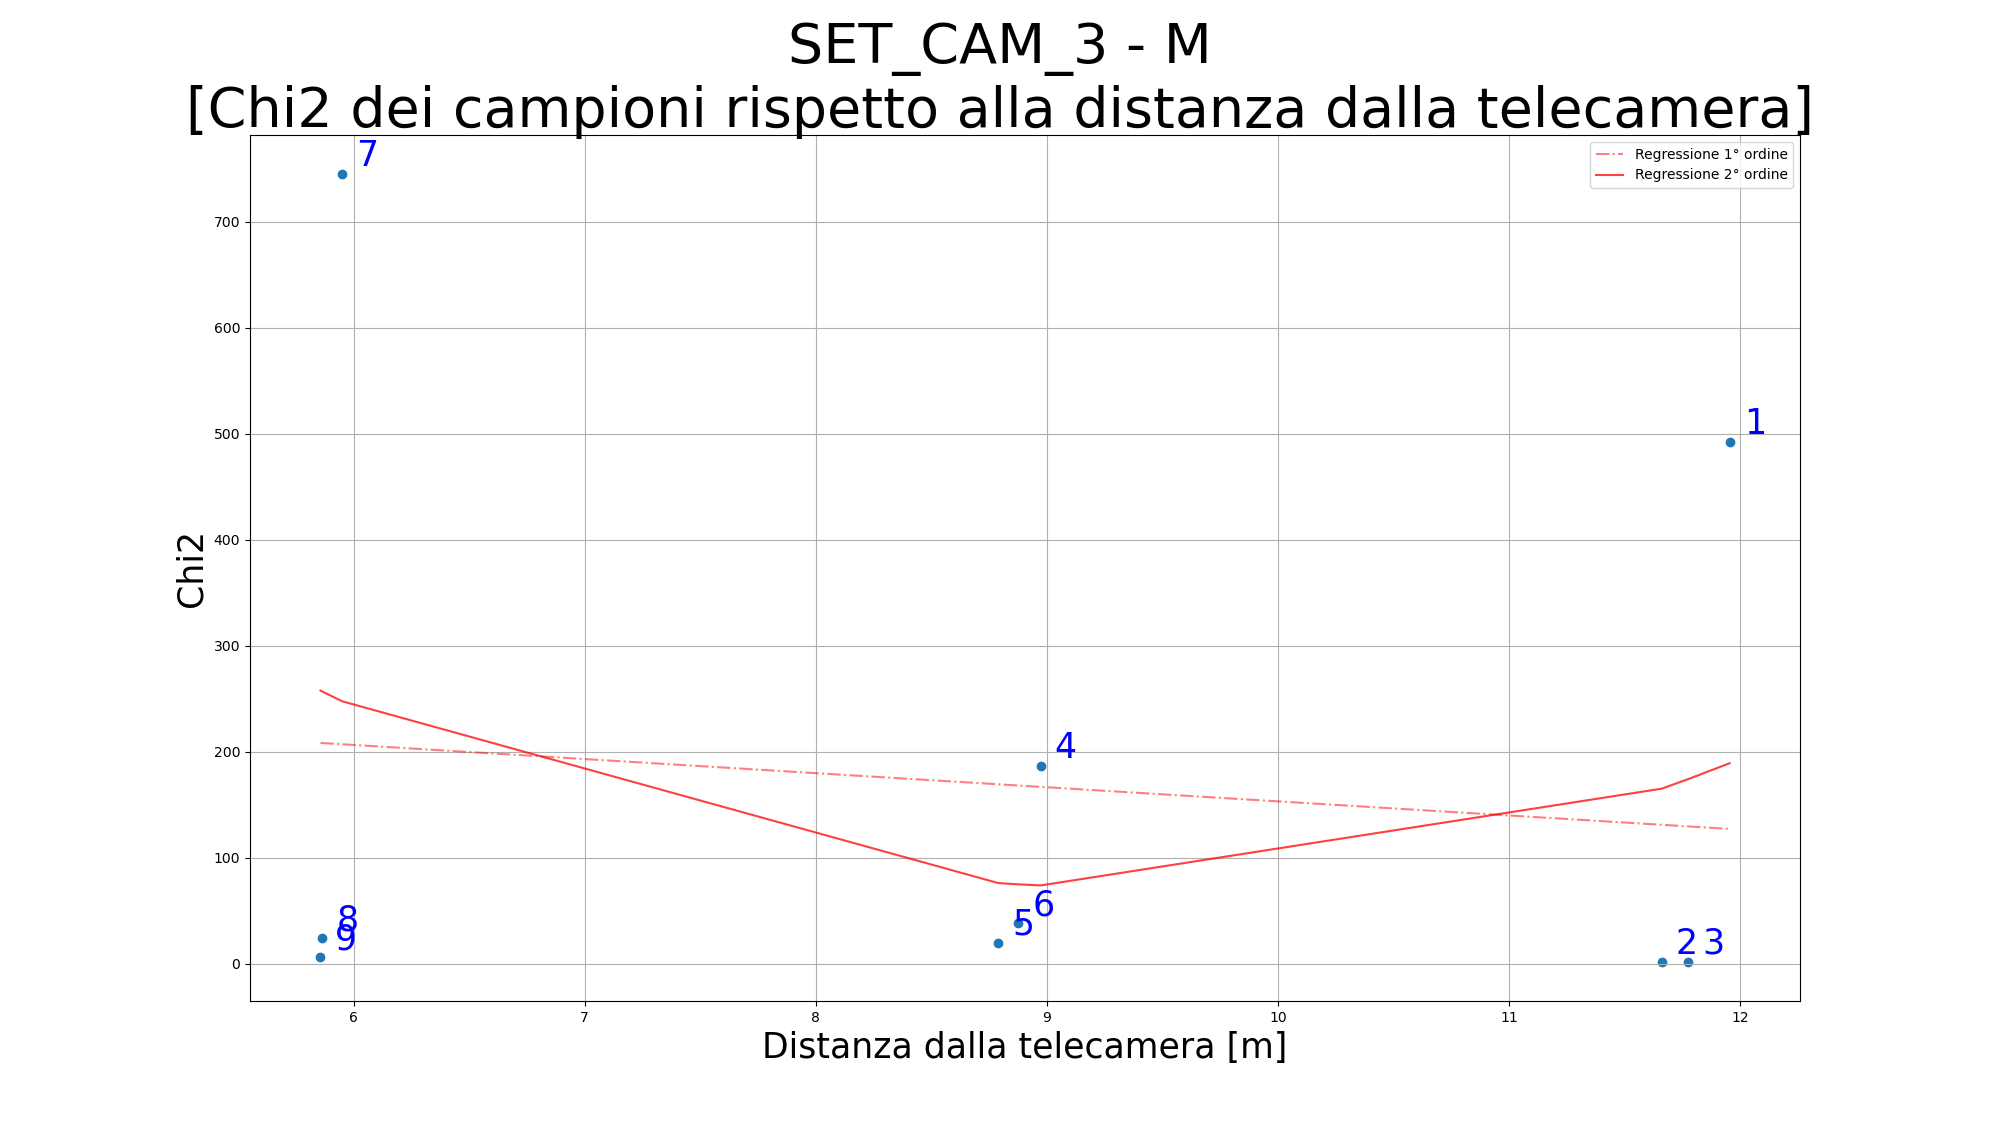 SET_CAM_3 - M
[Chi2 dei campioni rispetto alla distanza dalla telecamera]
7
Regressione 1° ordine
Regressione 2° ordine
700
600
1
500
400
Chi2
300
4
200
100
6
8
5
9
2 3
0
6 7 8 9 10 11 12
Distanza dalla telecamera [m]